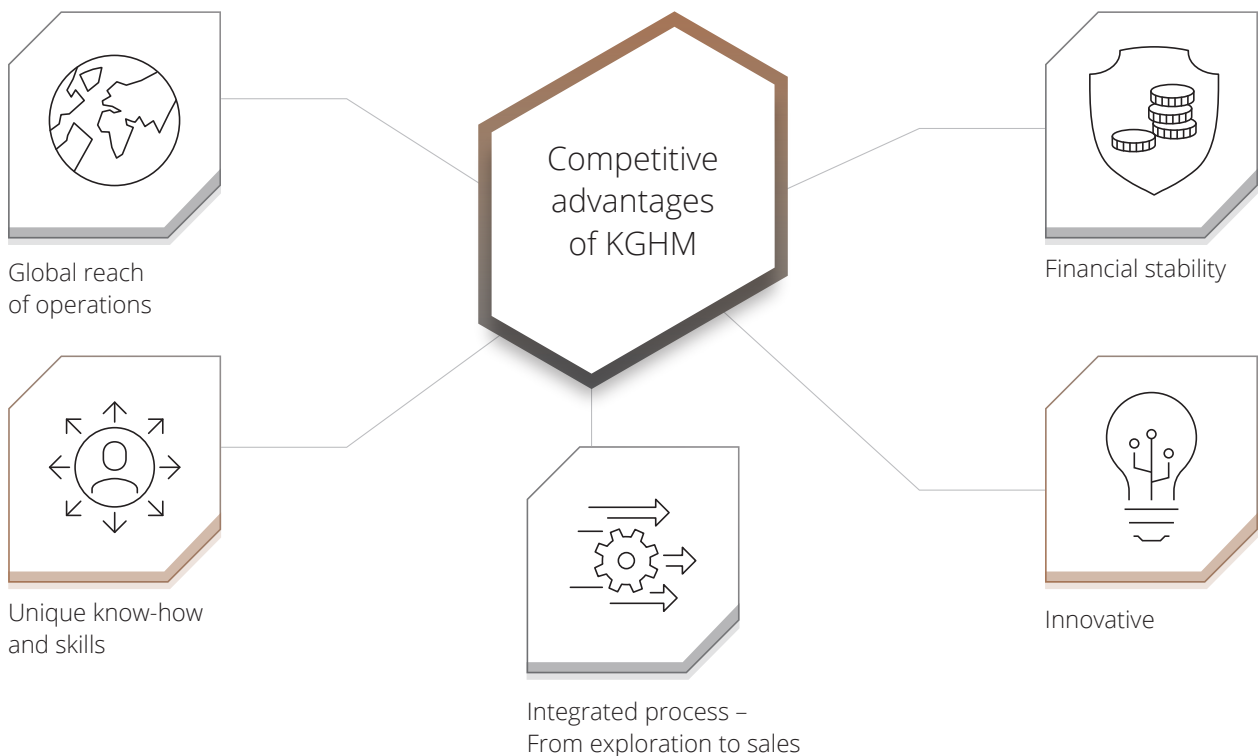 Competitive
advantages
of KGHM
Global reach
of operations
Financial stability
Unique know-how
and skills
Innovative
Integrated process –
From exploration to sales